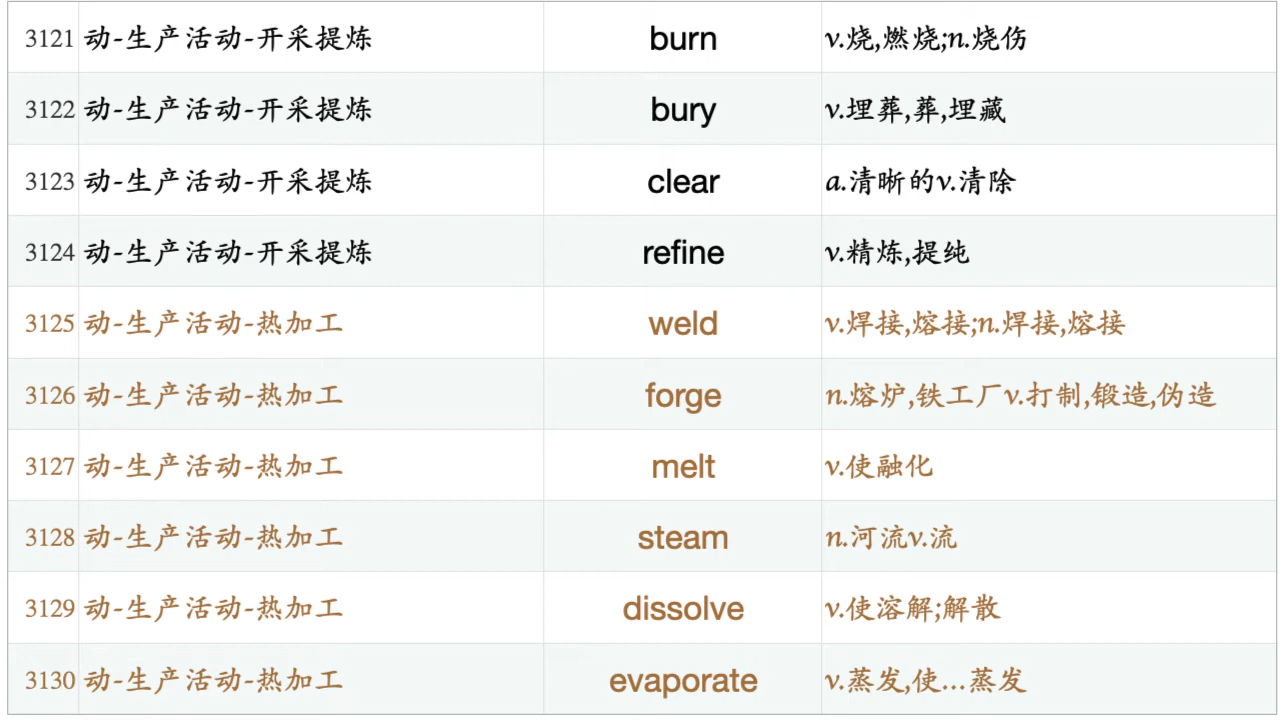 3121 动-生产活动-开采提炼 burn v.烧,燃烧;n.烧伤
3122 动-生产活动-开采提炼 bury v.埋葬,葬,埋藏
3123 动-生产活动-开采提炼 clear a.清晰的v.清除
3124 动-生产活动-开采提炼 refine v.精炼,提纯
3125 动-生产活动-热加工 weld v.焊接,熔接;n.焊接,熔接
3126 动-生产活动-热加工 forge n.熔炉,铁工厂v.打制,锻造,伪造
3127 动-生产活动-热加工 melt v.使融化
3128 动-生产活动-热加工 steam n.河流v.流
3129 动-生产活动-热加工 dissolve v.使溶解;解散
3130 动-生产活动-热加工 evaporate v.蒸发,使...蒸发